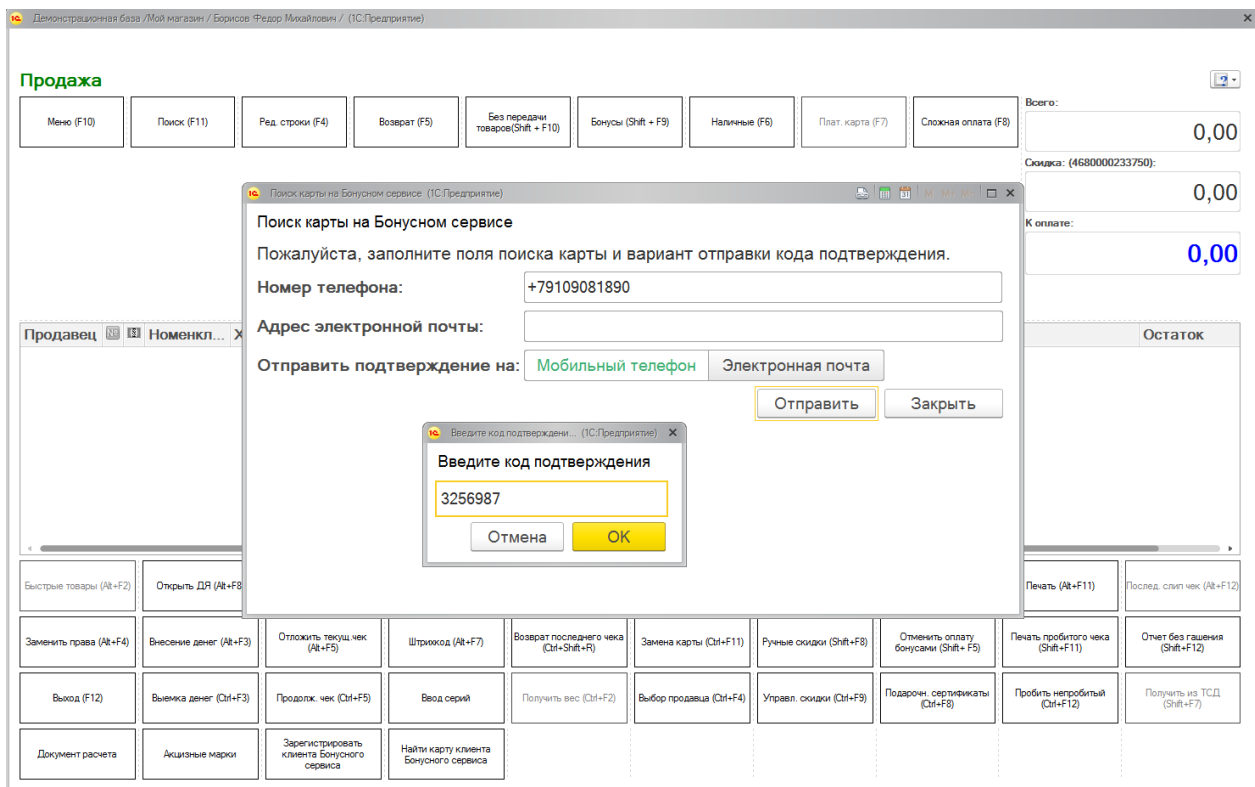 Демонстрационная база /Мой магазин / Борисов Федор Михайлович / (1С:Предприятие)
Продажа
Меню (F10)
Поиск (F11)
Ред. строки (F4)
Возврат (F5)
Без передачи
товаров(Shift + F10)
Бонусы (Shift + F9)
Наличные (F6)
Плат. карта (F7)
Сложная оплата (F8)
Всего:
0,00
Скидка: (4680000233750):
0,00
К оплате:
0,00
Поиск карты на Бонусном сервисе (1С:Предприятие)
Поиск карты на Бонусном сервисе
Пожалуйста, заполните поля поиска карты и вариант отправки кода подтверждения.
Номер телефона:
+79109081890
Адрес электронной почты:
Отправить подтверждение на:
Мобильный телефон
Электронная почта
Отправить
Закрыть
Продавец
Номенкл...
Остаток
Введите код подтверждени... (1С:Предприятие)
Введите код подтверждения
3256987
Отмена
OK
Быстрые товары (Alt+F2)
Открыть ДЯ (Alt+F8
Печать (Alt+F11)
Послед. слип чек (Alt+F12)
Заменить права (Alt+F4)
Внесение денег (Alt+F3)
Отложить текущ.чек
(Alt+F5)
Штрихкод (Alt+F7)
Возврат последнего чека
(Ctrl+Shift+R)
Замена карты (Ctrl+F11)
Ручные скидки (Shift+F8)
Отменить оплату
бонусами (Shift+ F5)
Печать пробитого чека
(Shift+F11)
Отчет без гашения
(Shift+F12)
Выход (F12)
Выемка денег (Ctrl+F3)
Продолж. чек (Ctrl+F5)
Ввод серий
Получить вес (Ctrl+F2)
Выбор продавца (Ctrl+F4)
Управл. скидки (Ctrl+F9)
Подарочн. сертификаты
(Ctrl+F8)
Пробить непробитый
(Ctrl+F12)
Получить из ТСД
(Shift+F7)
Документ расчета
Акцизные марки
Зарегистрировать
клиента Бонусного
сервиса
Найти карту клиента
Бонусного сервиса